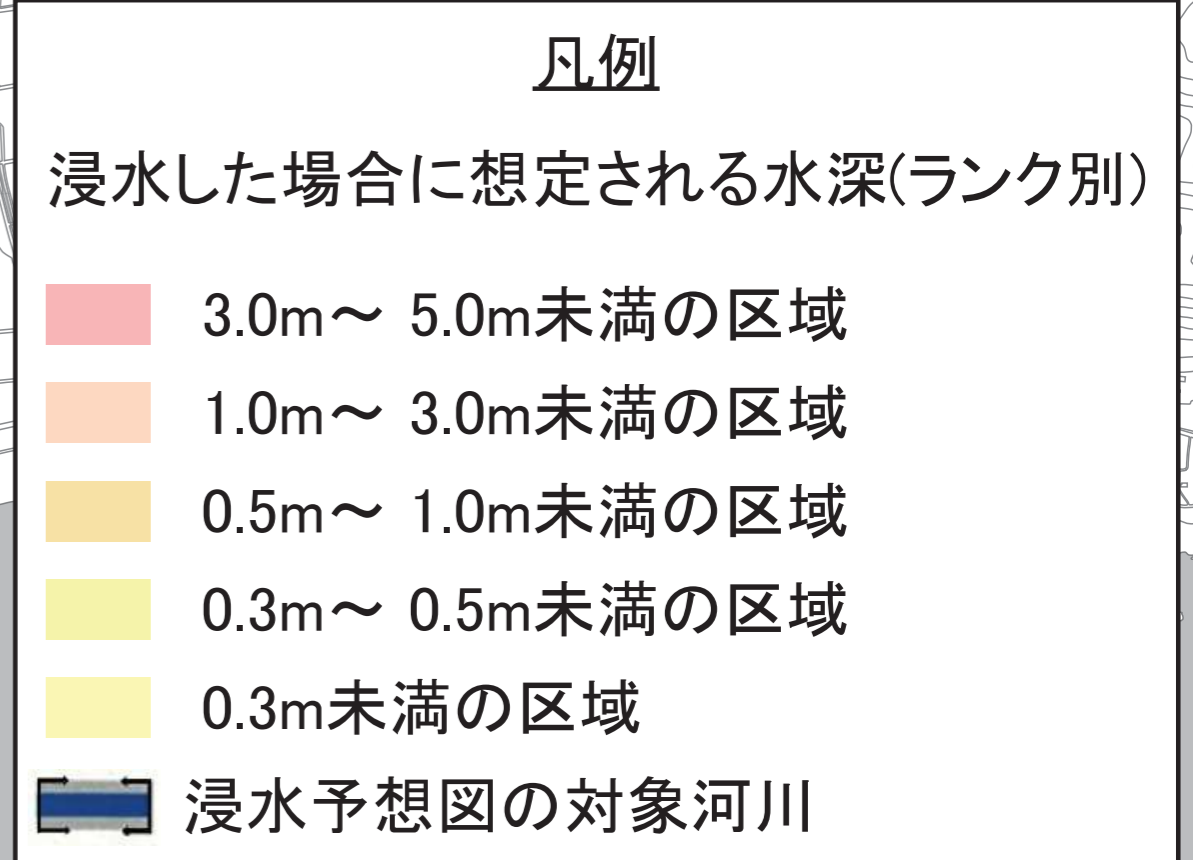 凡例
浸水した場合に想定される水深(ランク別)
3.0m～ 5.0m未満の区域
1.0m～ 3.0m未満の区域
0.5m～ 1.0m未満の区域
0.3m～ 0.5m未満の区域
0.3m未満の区域
浸水予想図の対象河川